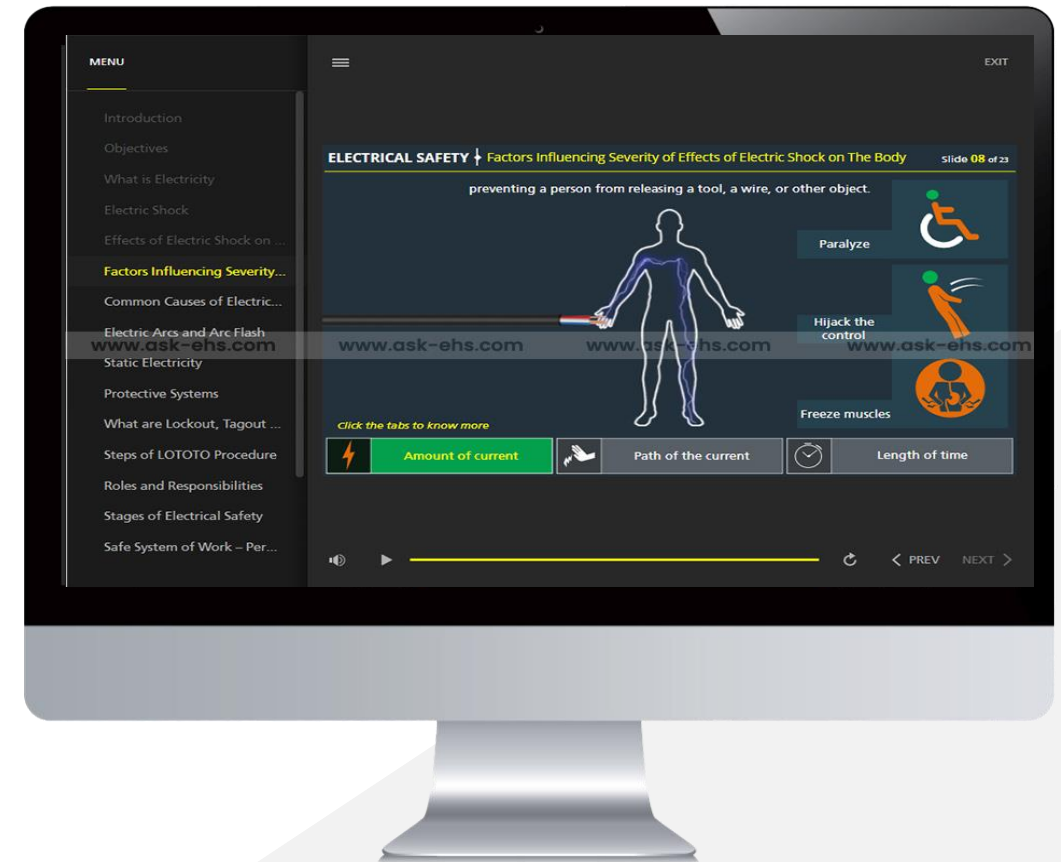 MENU
EXIT
Introduction
Objectives
What is Electricity
Electric Shock
Effects of Electric Shock on ...
Factors Influencing Severity...
Common Causes of Electric...
Electric Arcs and Arc Flash
Static Electricity
Protective Systems
What are Lockout, Tagout ...
Steps of LOTOTO Procedure
Roles and Responsibilities
Stages of Electrical Safety
Safe System of Work – Per...
ELECTRICAL SAFETY Factors Influencing Severity of Effects of Electric Shock on The Body Slide 08 of 23
preventing a person from releasing a tool, a wire, or other object.
Paralyze
Hijack the
control
Freeze muscles
Click the tabs to know more
Amount of current Path of the current Length of time
PREV NEXT
www.ask-ehs.com www.ask-ehs.com www.ask-ehs.com www.ask-ehs.com